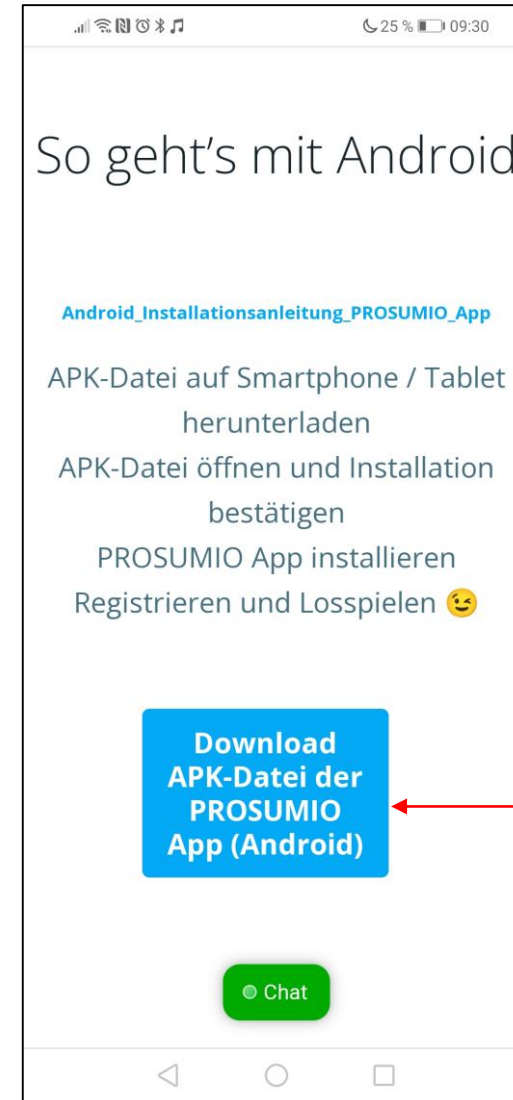 25 % 09:30
So geht's mit Android
Android_Installationsanleitung_PROSUMIO_App
APK-Datei auf Smartphone / Tablet
herunterladen
APK-Datei öffnen und Installation
bestätigen
PROSUMIO App installieren
Registrieren und Losspielen 😉
Download
APK-Datei der
PROSUMIO
App (Android)
Chat